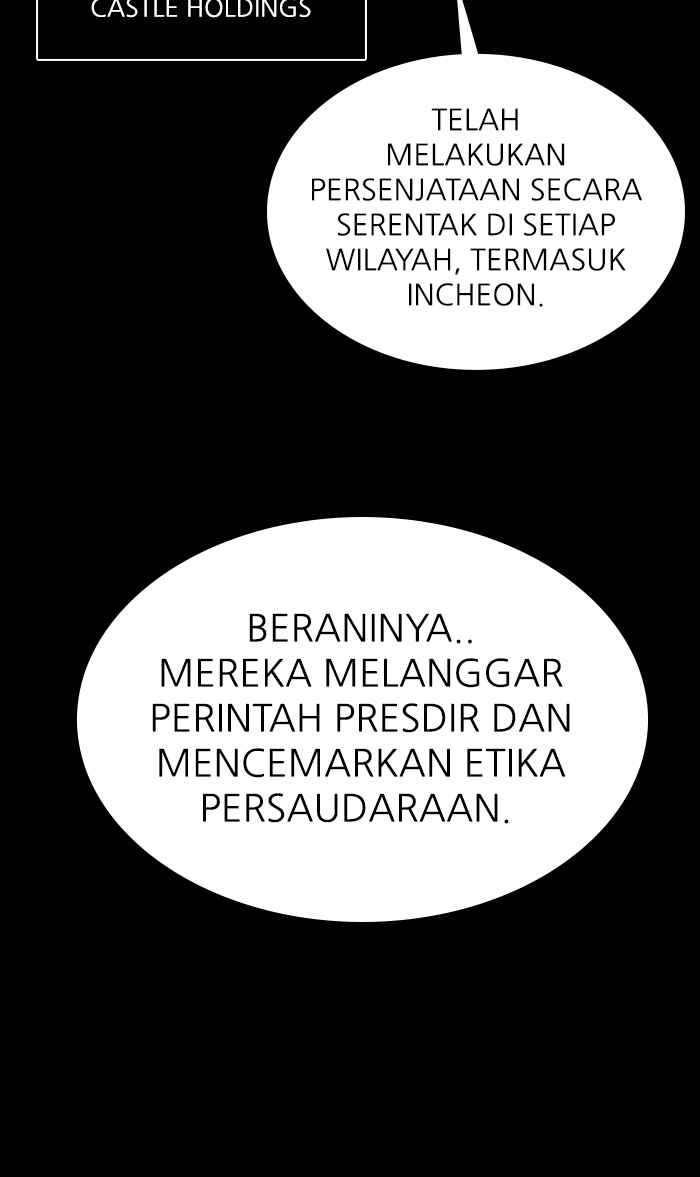 CASTLE HOLDINGS
TELAH
MELAKUKAN
PERSENJATAAN SECARA
SERENTAK DI SETIAP
WILAYAH, TERMASUK
INCHEON.
BERANINYA..
MEREKA MELANGGAR
PERINTAH PRESDIR DAN
MENCEMARKAN ETIKA
PERSAUDARAAN.